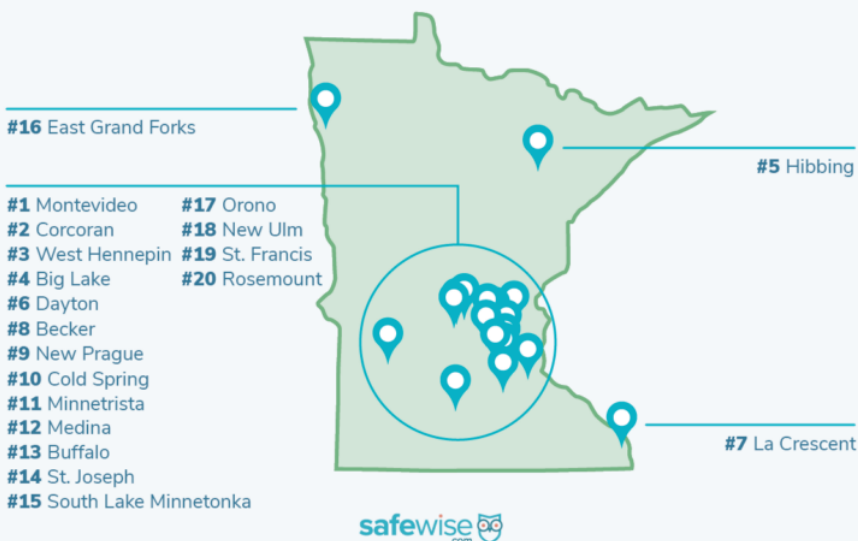 #16 East Grand Forks
#5 Hibbing
#1 Montevideo
#2 Corcoran
#3 West Hennepin
#4 Big Lake
#6 Dayton
#8 Becker
#9 New Prague
#10 Cold Spring
#11 Minnetrista
#12 Medina
#13 Buffalo
#14 St. Joseph
#15 South Lake Minnetonka
#17 Orono
#18 New Ulm
#19 St. Francis
#20 Rosemount
#7 La Crescent
safewise
.com